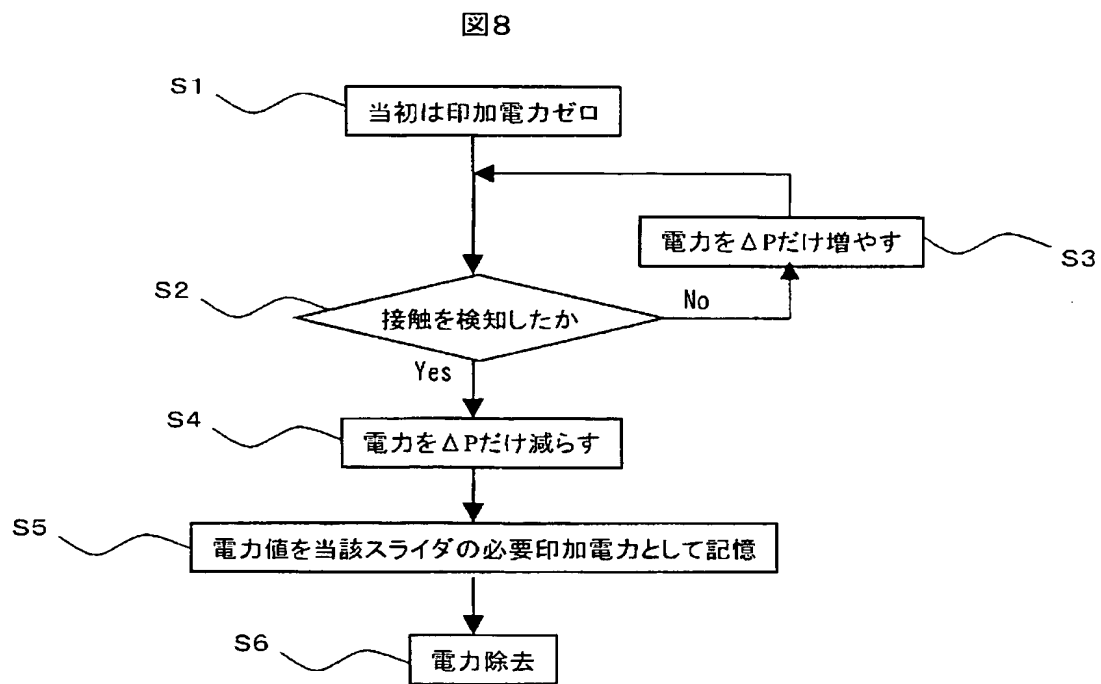 図8
S1
当初は印加電力ゼロ
電力をΔPだけ増やす
S3
S2
接触を検知したか
No
Yes
S4
電力をΔPだけ減らす
S5
電力値を当該スライダの必要印加電力として記憶
S6
電力除去